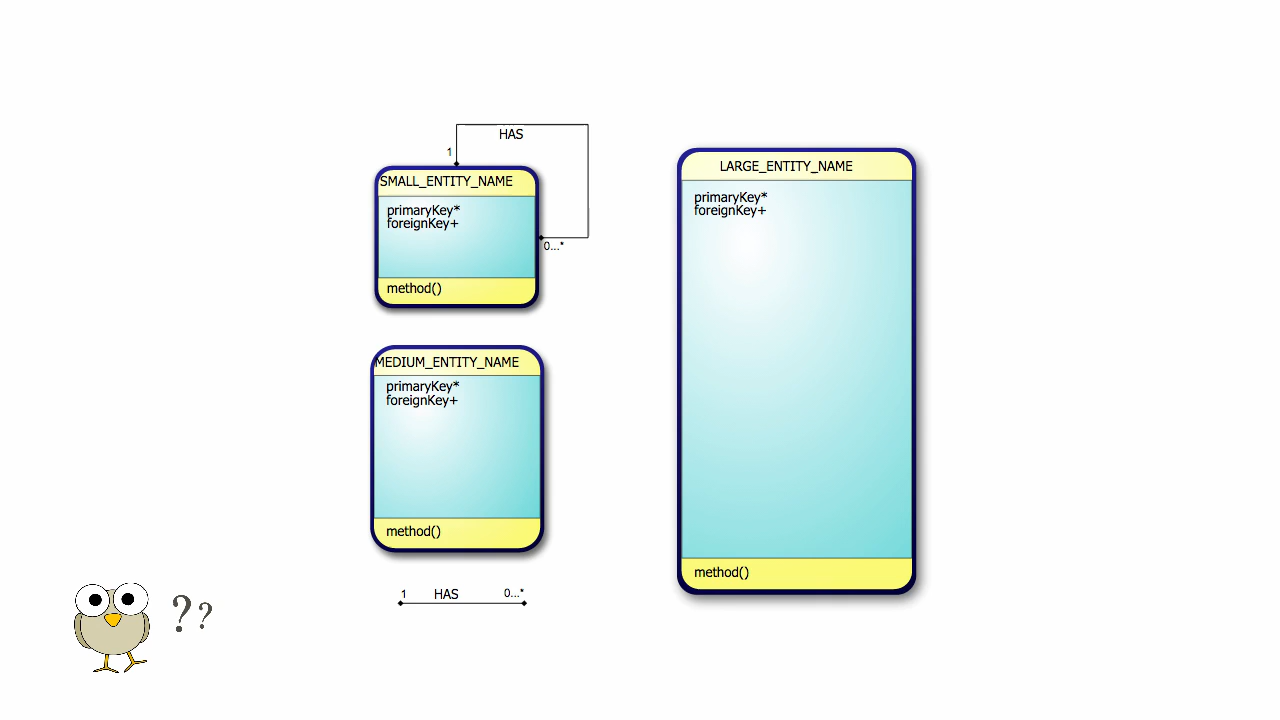 HAS
1
SMALL_ENTITY_NAME
primaryKey*
foreignKey+
0...*
method()
MEDIUM_ENTITY_NAME
primaryKey*
foreignKey+
method()
1 HAS 0...*
LARGE_ENTITY_NAME
primaryKey*
foreignKey+
method()
??